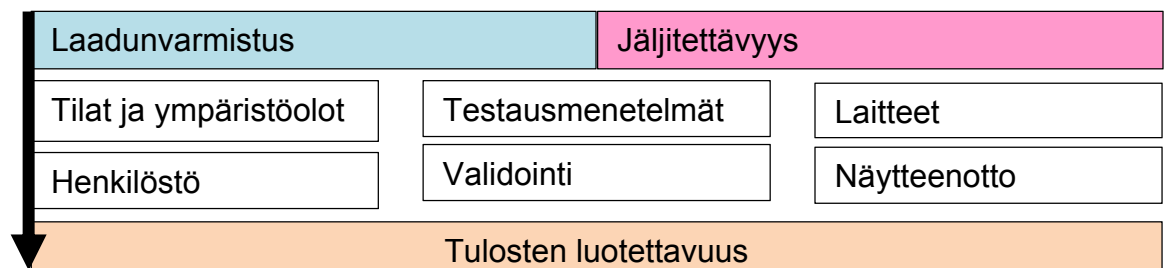 Laadunvarmistus
Jäljitettävyys
Tilat ja ympäristöolot
Testausmenetelmät
Laitteet
Henkilöstö
Validointi
Näytteenotto
Tulosten luotettavuus